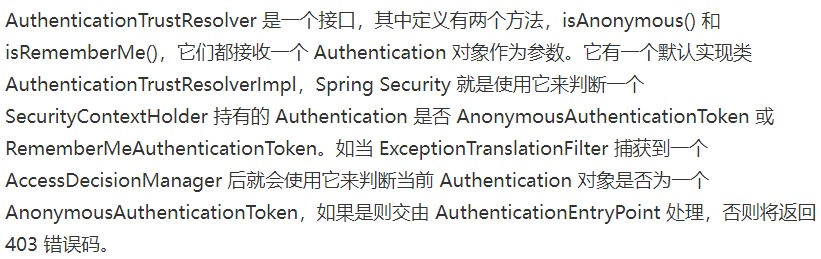 AuthenticationTrustResolver 是一个接口，其中定义有两个方法，isAnonymous() 和
isRememberMe()，它们都接收一个 Authentication 对象作为参数。它有一个默认实现类
AuthenticationTrustResolverImpl，Spring Security 就是使用它来判断一个
SecurityContextHolder 持有的 Authentication 是否 AnonymousAuthenticationToken 或
RememberMeAuthenticationToken。如当 ExceptionTranslationFilter 捕获到一个
AccessDecisionManager 后就会使用它来判断当前 Authentication 对象是否为一个
AnonymousAuthenticationToken，如果是则交由 AuthenticationEntryPoint 处理，否则将返回
403 错误码。